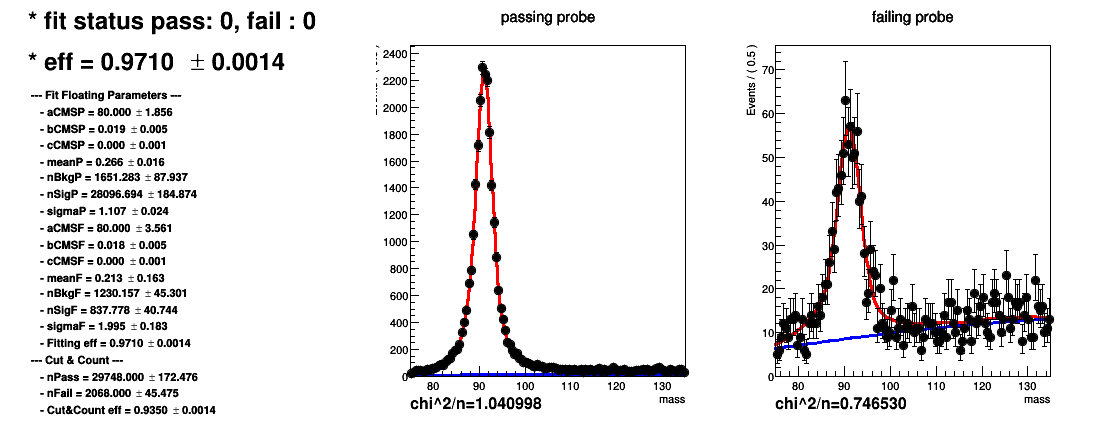 * fit status pass: 0, fail : 0
* eff = 0.9710 ± 0.0014
--- Fit Floating Parameters ---
- aCMSP = 80.000 ± 1.856
- bCMSP = 0.019 ± 0.005
- cCMSP = 0.000 ± 0.001
- meanP = 0.266 ± 0.016
- nBkgP = 1651.283 ± 87.937
- nSigP = 28096.694 ± 184.874
- sigmaP = 1.107 ± 0.024
- aCMSF = 80.000 ± 3.561
- bCMSF = 0.018 ± 0.005
- cCMSF = 0.000 ± 0.001
- meanF = 0.213 ± 0.163
- nBkgF = 1230.157 ± 45.301
- nSigF = 837.778 ± 40.744
- sigmaF = 1.995 ± 0.183
- Fitting eff = 0.9710 ± 0.0014
--- Cut & Count ---
- nPass = 29748.000 ± 172.476
- nFail = 2068.000 ± 45.475
- Cut&Count eff = 0.9350 ± 0.0014
passing probe
2400
2200
2000
1800
1600
1400
1200
1000
800
600
400
200
0
80 90 100 110 120 130
mass
chi^2/n=1.040998
failing probe
Events / ( 0.5 )
70
60
50
40
30
20
10
0
80 90 100 110 120 130
mass
chi^2/n=0.746530